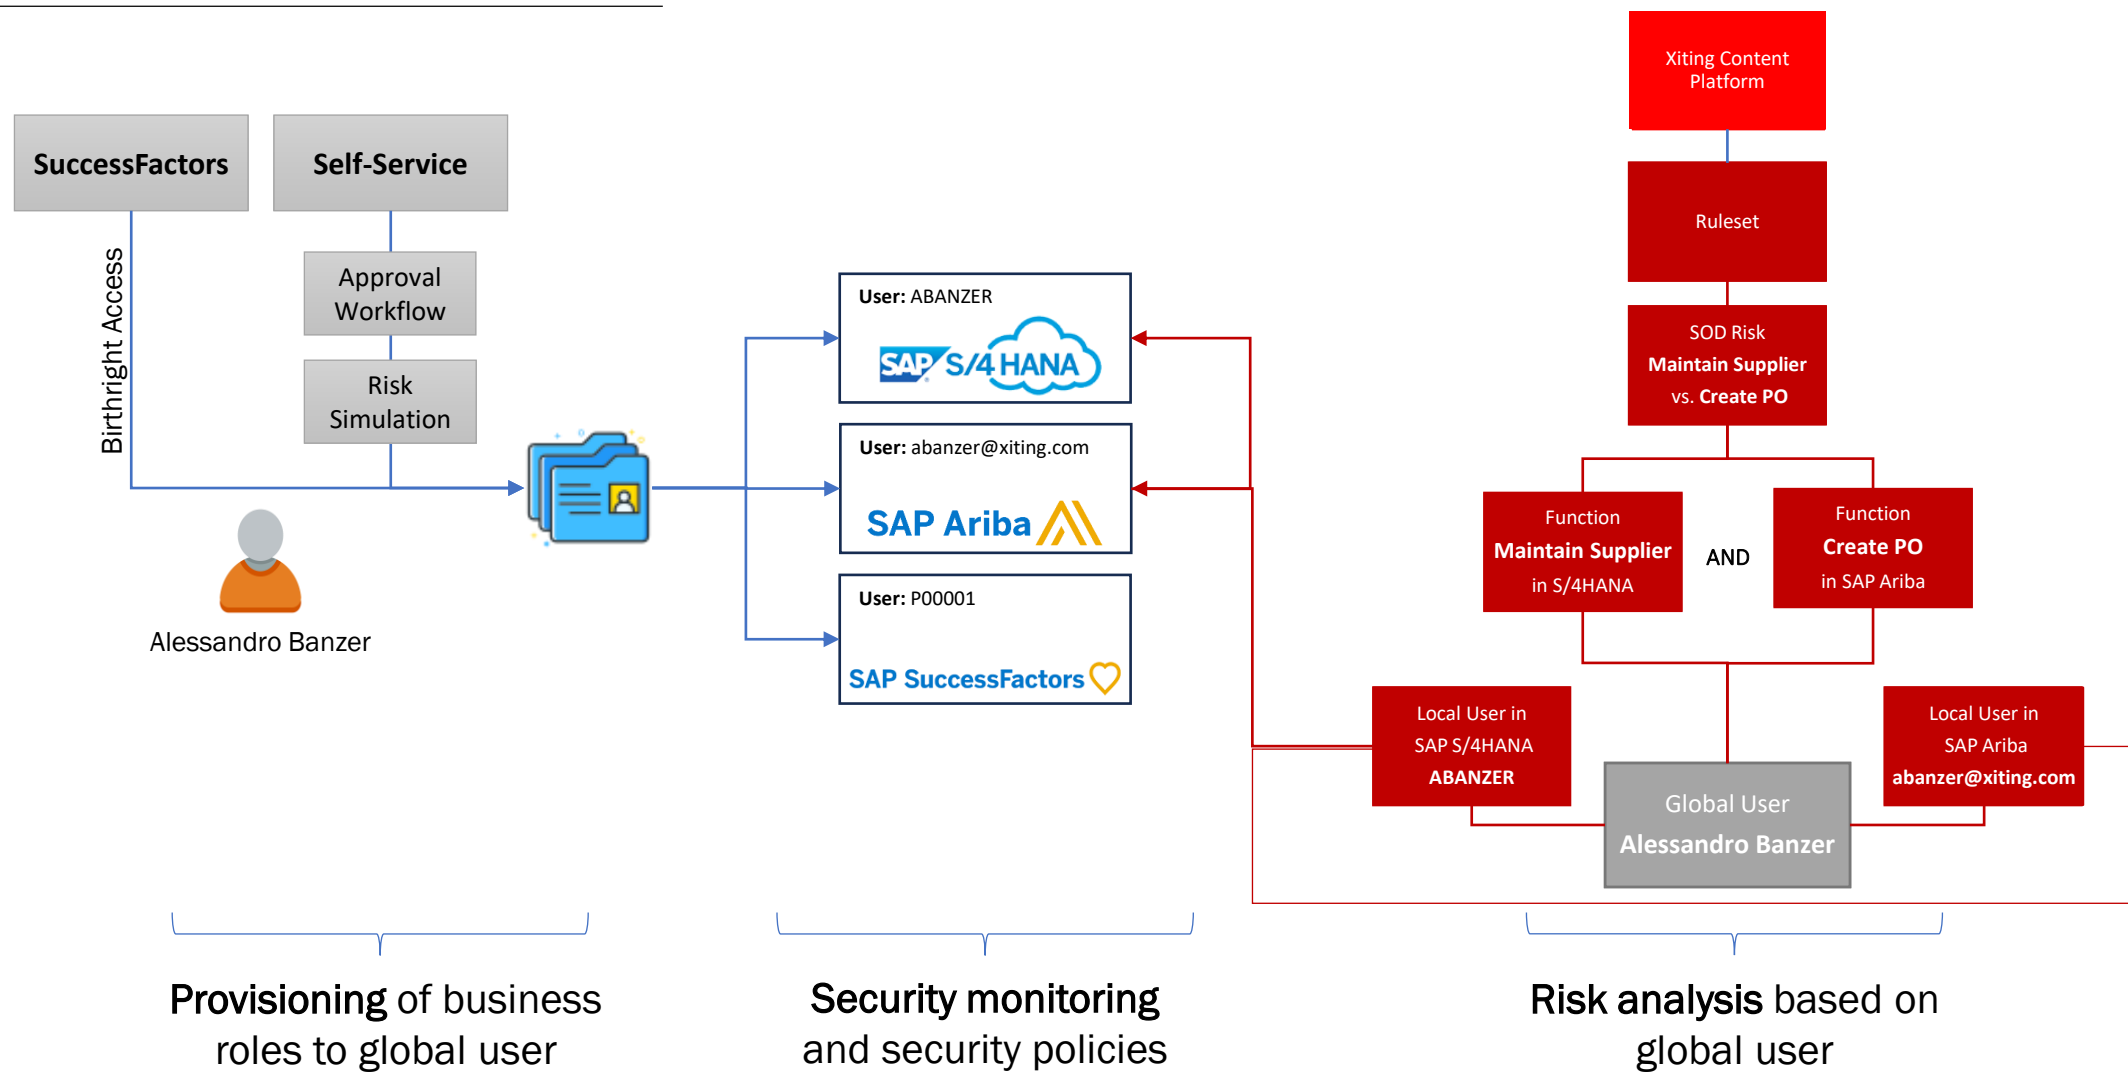 SuccessFactors
Self-Service
Birthright Access
Approval
Workflow
Risk
Simulation
Alessandro Banzer
User: ABANZER
SAP S/4HANA
User: abanzer@xiting.com
SAP Ariba
User: P00001
SAP SuccessFactors
Xiting Content
Platform
Ruleset
SOD Risk
Maintain Supplier
vs. Create PO
Function
Maintain Supplier
in S/4HANA
AND
Function
Create PO
in SAP Ariba
Local User in
SAP S/4HANA
ABANZER
Local User in
SAP Ariba
abanzer@xiting.com
Global User
Alessandro Banzer
Provisioning of business
roles to global user
Security monitoring
and security policies
Risk analysis based on
global user